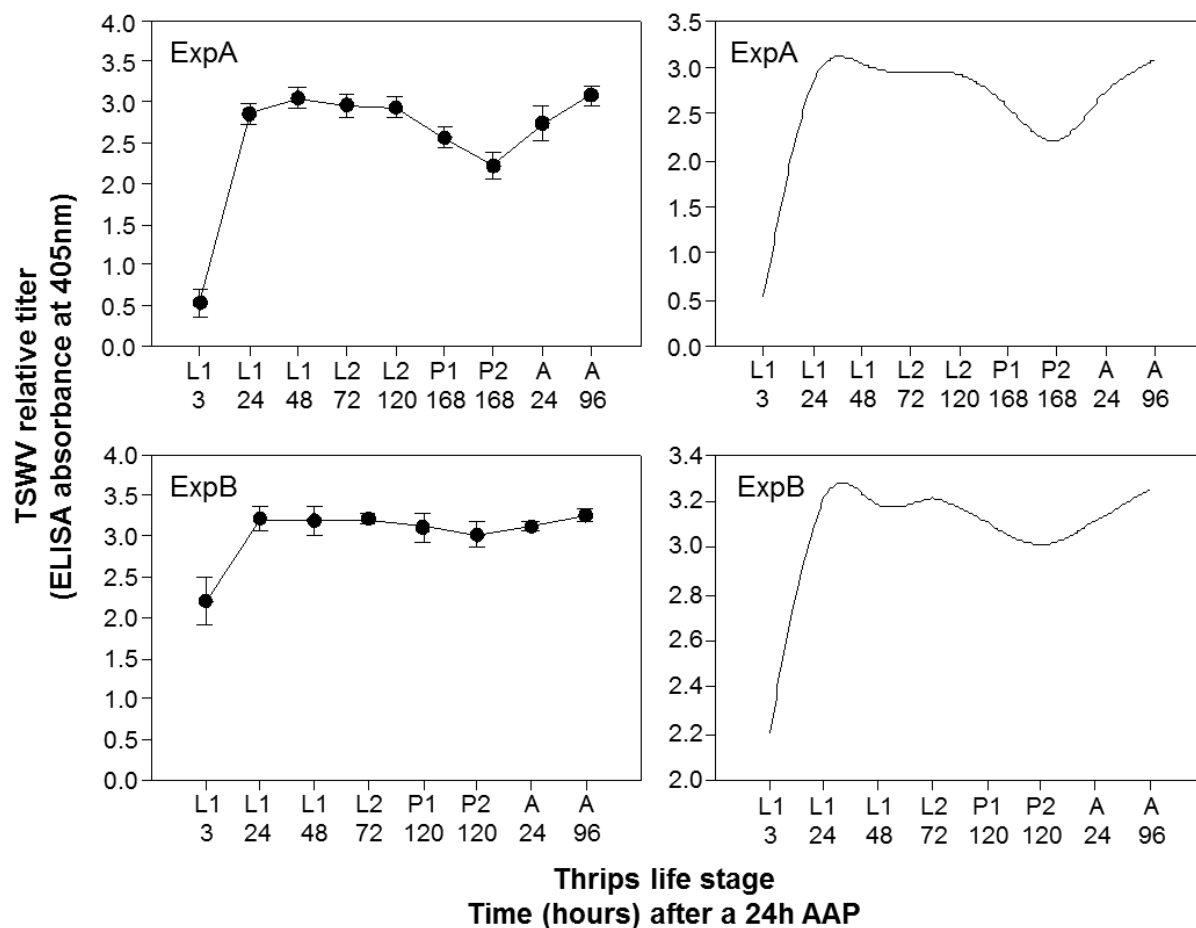 TSWV relative titer
(ELISA absorbance at 405nm)
ExpA
4.0
3.5
3.0
2.5
2.0
1.5
1.0
0.5
0.0
L1 L1 L1 L2 L2 P1 P2 A A
3 24 48 72 120 168 168 24 96
ExpA
3.5
3.0
2.5
2.0
1.5
1.0
0.5
0.0
L1 L1 L1 L2 L2 P1 P2 A A
3 24 48 72 120 168 168 24 96
ExpB
4.0
3.5
3.0
2.5
2.0
1.5
1.0
0.5
0.0
L1 L1 L1 L2 P1 P2 A A
3 24 48 72 120 120 24 96
ExpB
3.4
3.2
3.0
2.8
2.6
2.4
2.2
2.0
L1 L1 L1 L2 P1 P2 A A
3 24 48 72 120 120 24 96
Thrips life stage
Time (hours) after a 24h AAP